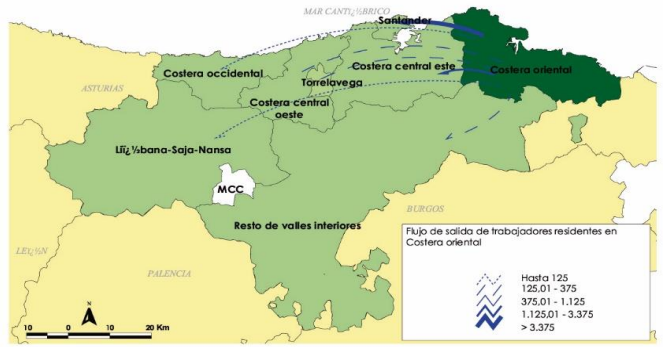 MAR CANTï¿½BRICO
Santander
Costera occidental
Costera central este
Costera oriental
Torrelavega
ASTURIAS
Costera central
oeste
Lïï¿½bana-Saja-Nansa
MCC
Resto de valles interiores
BURGOS
LEï¿½N
PALENCIA
Flujo de salida de trabajadores residentes en
Costera oriental
Hasta 125
125,01 - 375
375,01 - 1.125
1.125,01 - 3.375
> 3.375
N
10 0 10 20 Km